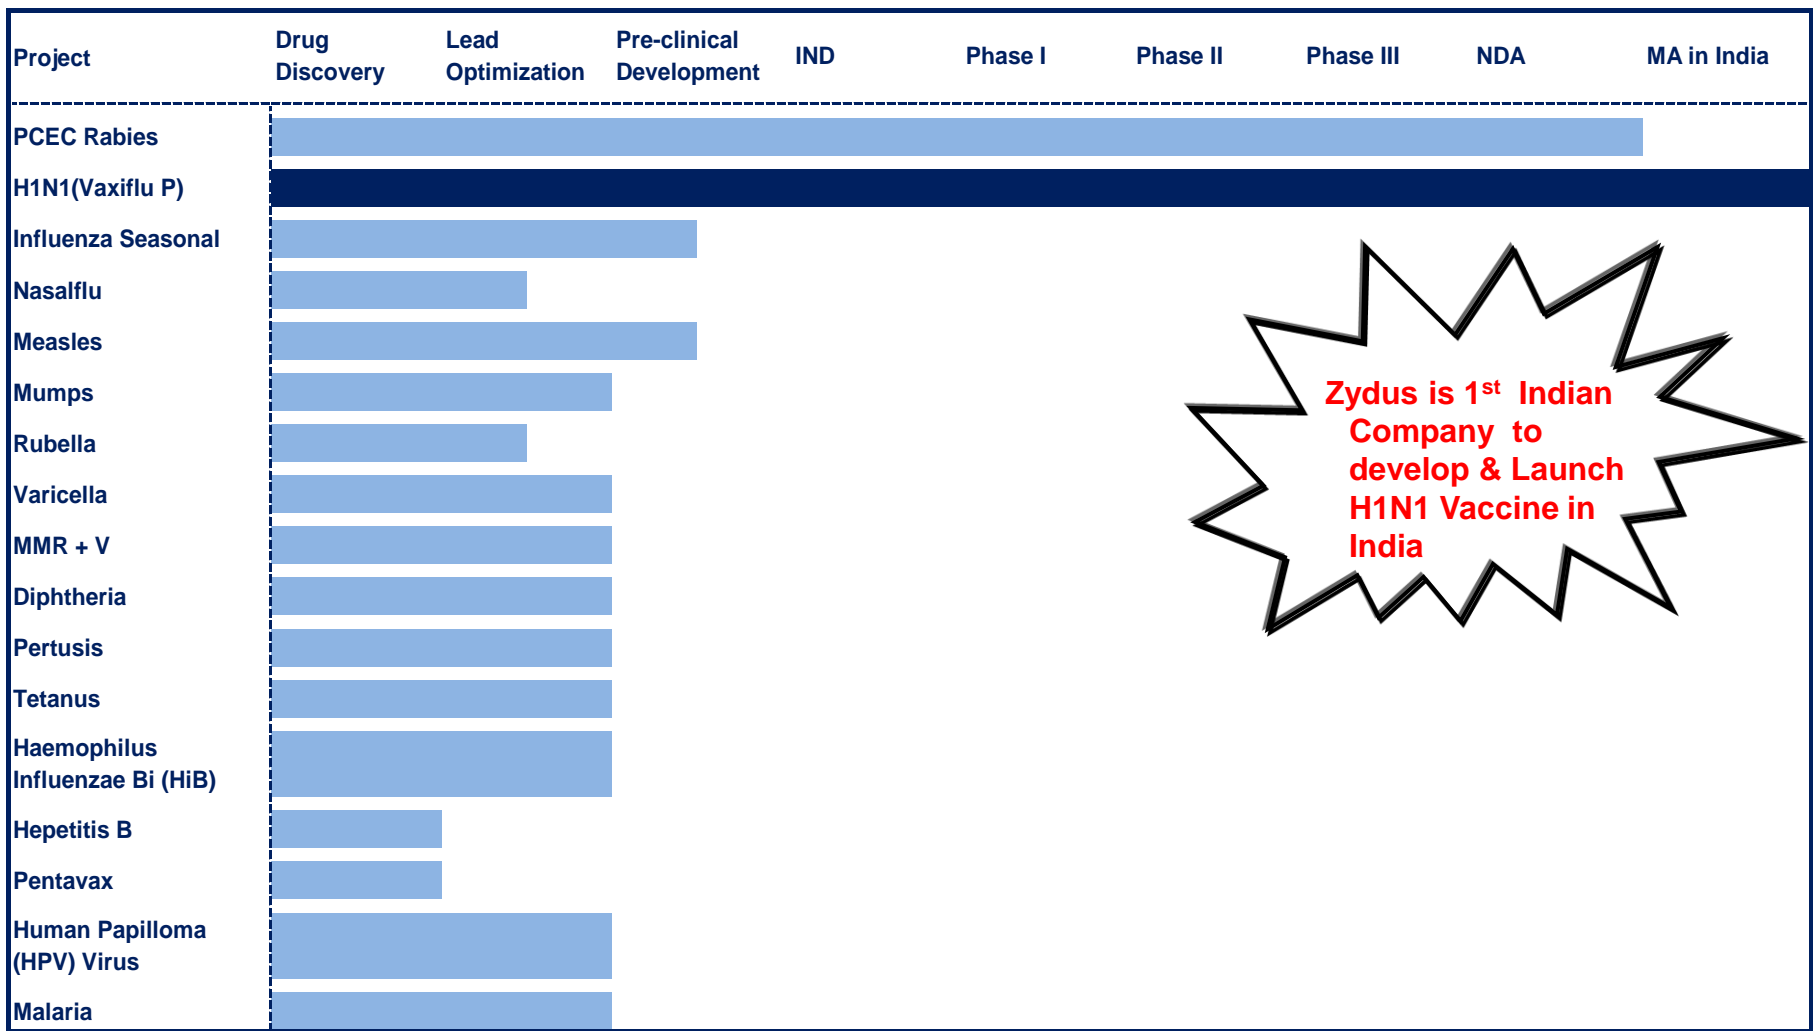 Project
Drug
Discovery
Lead
Optimization
Pre-clinical
Development
IND
Phase I
Phase II
Phase III
NDA
MA in India
PCEC Rabies
H1N1(Vaxiflu P)
Influenza Seasonal
Nasalflu
Measles
Mumps
Rubella
Varicella
MMR + V
Diphtheria
Pertusis
Tetanus
Haemophilus
Influenzae Bi (HiB)
Hepetitis B
Pentavax
Human Papilloma
(HPV) Virus
Malaria
Zydus is 1st Indian
Company to
develop & Launch
H1N1 Vaccine in
India